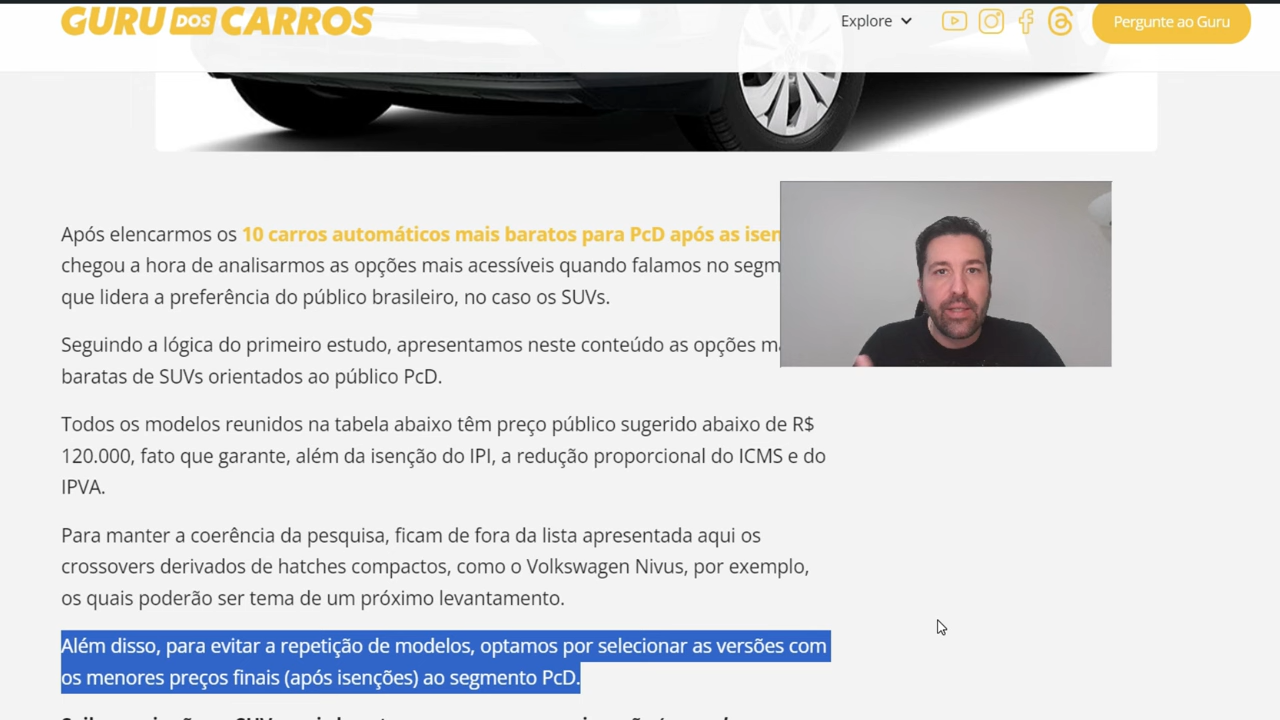 GURU DOS CARROS
Explore
Pergunte ao Guru
Após elencarmos os 10 carros automáticos mais baratos para PcD após as
chegou a hora de analisarmos as opções mais acessíveis quando falamos no
que lidera a preferência do público brasileiro, no caso os SUVs.
Seguindo a lógica do primeiro estudo, apresentamos neste conteúdo as opções
baratas de SUVs orientados ao público PcD.
Todos os modelos reunidos na tabela abaixo têm preço público sugerido abaixo de R$
120.000, fato que garante, além da isenção do IPI, a redução proporcional do ICMS e do
IPVA.
Para manter a coerência da pesquisa, ficam de fora da lista apresentada aqui os
crossovers derivados de hatches compactos, como o Volkswagen Nivus, por exemplo,
os quais poderão ser tema de um próximo levantamento.
Além disso, para evitar a repetição de modelos, optamos por selecionar as versões com
os menores preços finais (após isenções) ao segmento PcD.